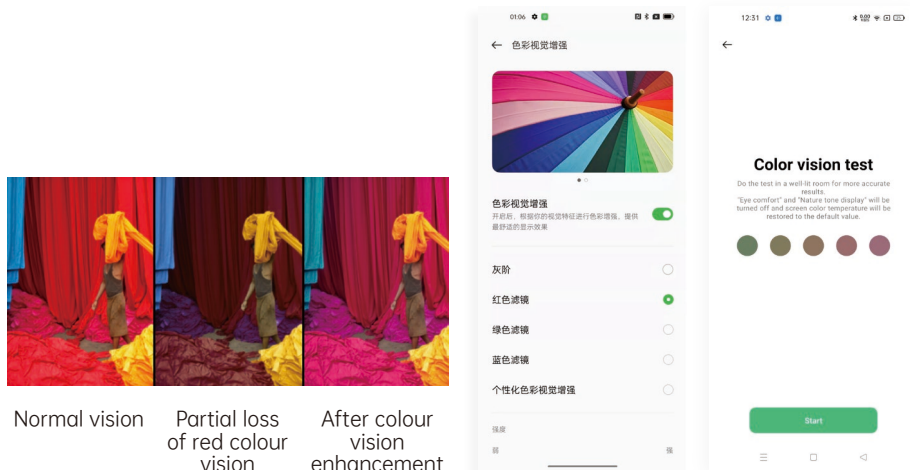 01:06
← 色彩视觉增强
色彩视觉增强
开启后，根据你的视觉特征进行色彩增强，提供
最舒适的显示效果
灰阶
红色滤镜
绿色滤镜
蓝色滤镜
个性化色彩视觉增强
强度
弱 强
12:31
←
Color vision test
Do the test in a well-lit room for more accurate
results.
"Eye comfort" and "Nature tone display" will be
turned off and screen color temperature will be
restored to the default value.
Start
Normal vision
Partial loss
of red colour
vision
After colour
vision
enhancement